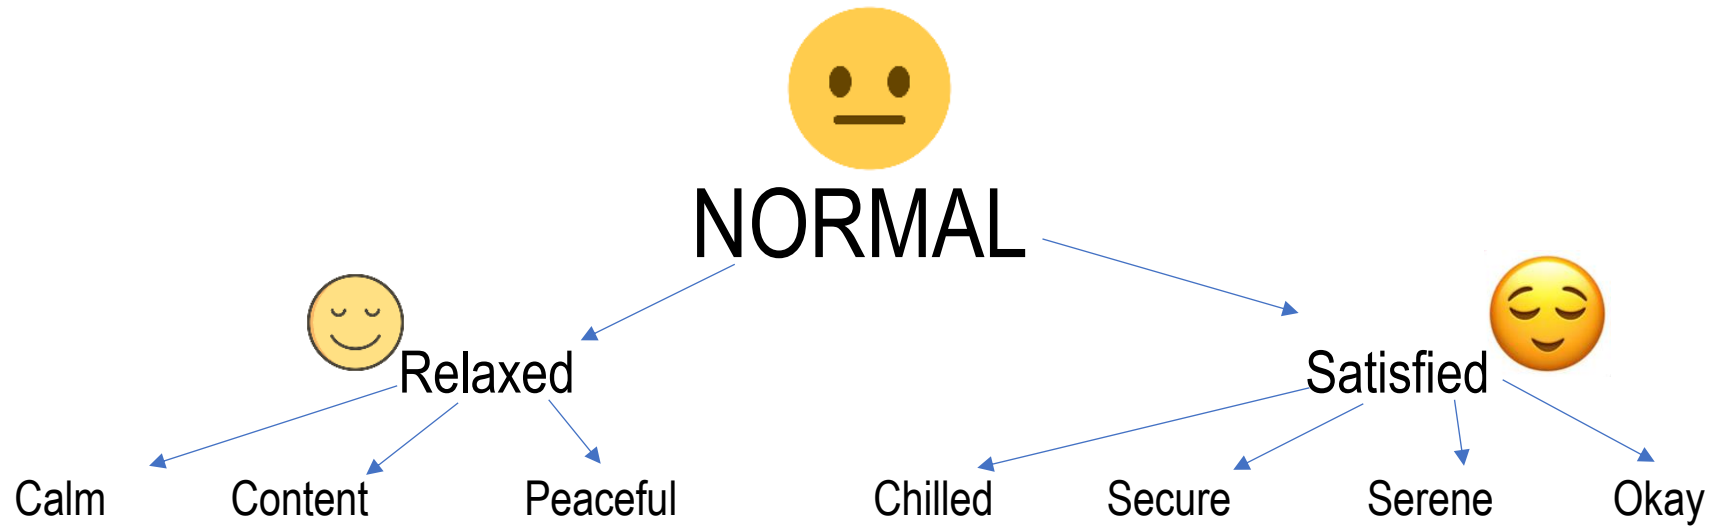 NORMAL
Relaxed Satisfied
Calm Content Peaceful Chilled Secure Serene Okay